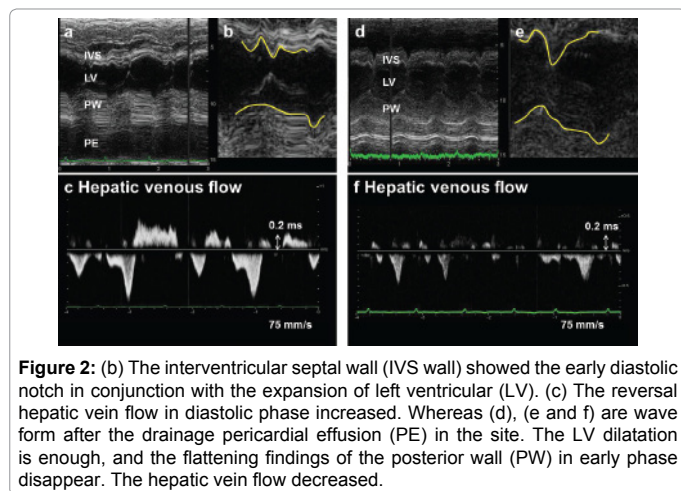 a
b
d
e
IVS
LV
PW
PE
IVS
LV
PW
c Hepatic venous flow
0.2 ms
75 mm/s
f Hepatic venous flow
0.2 ms
75 mm/s
Figure 2: (b) The interventricular septal wall (IVS wall) showed the early diastolic
notch in conjunction with the expansion of left ventricular (LV). (c) The reversal
hepatic vein flow in diastolic phase increased. Whereas (d), (e and f) are wave
form after the drainage pericardial effusion (PE) in the site. The LV dilatation
is enough, and the flattening findings of the posterior wall (PW) in early phase
disappear. The hepatic vein flow decreased.